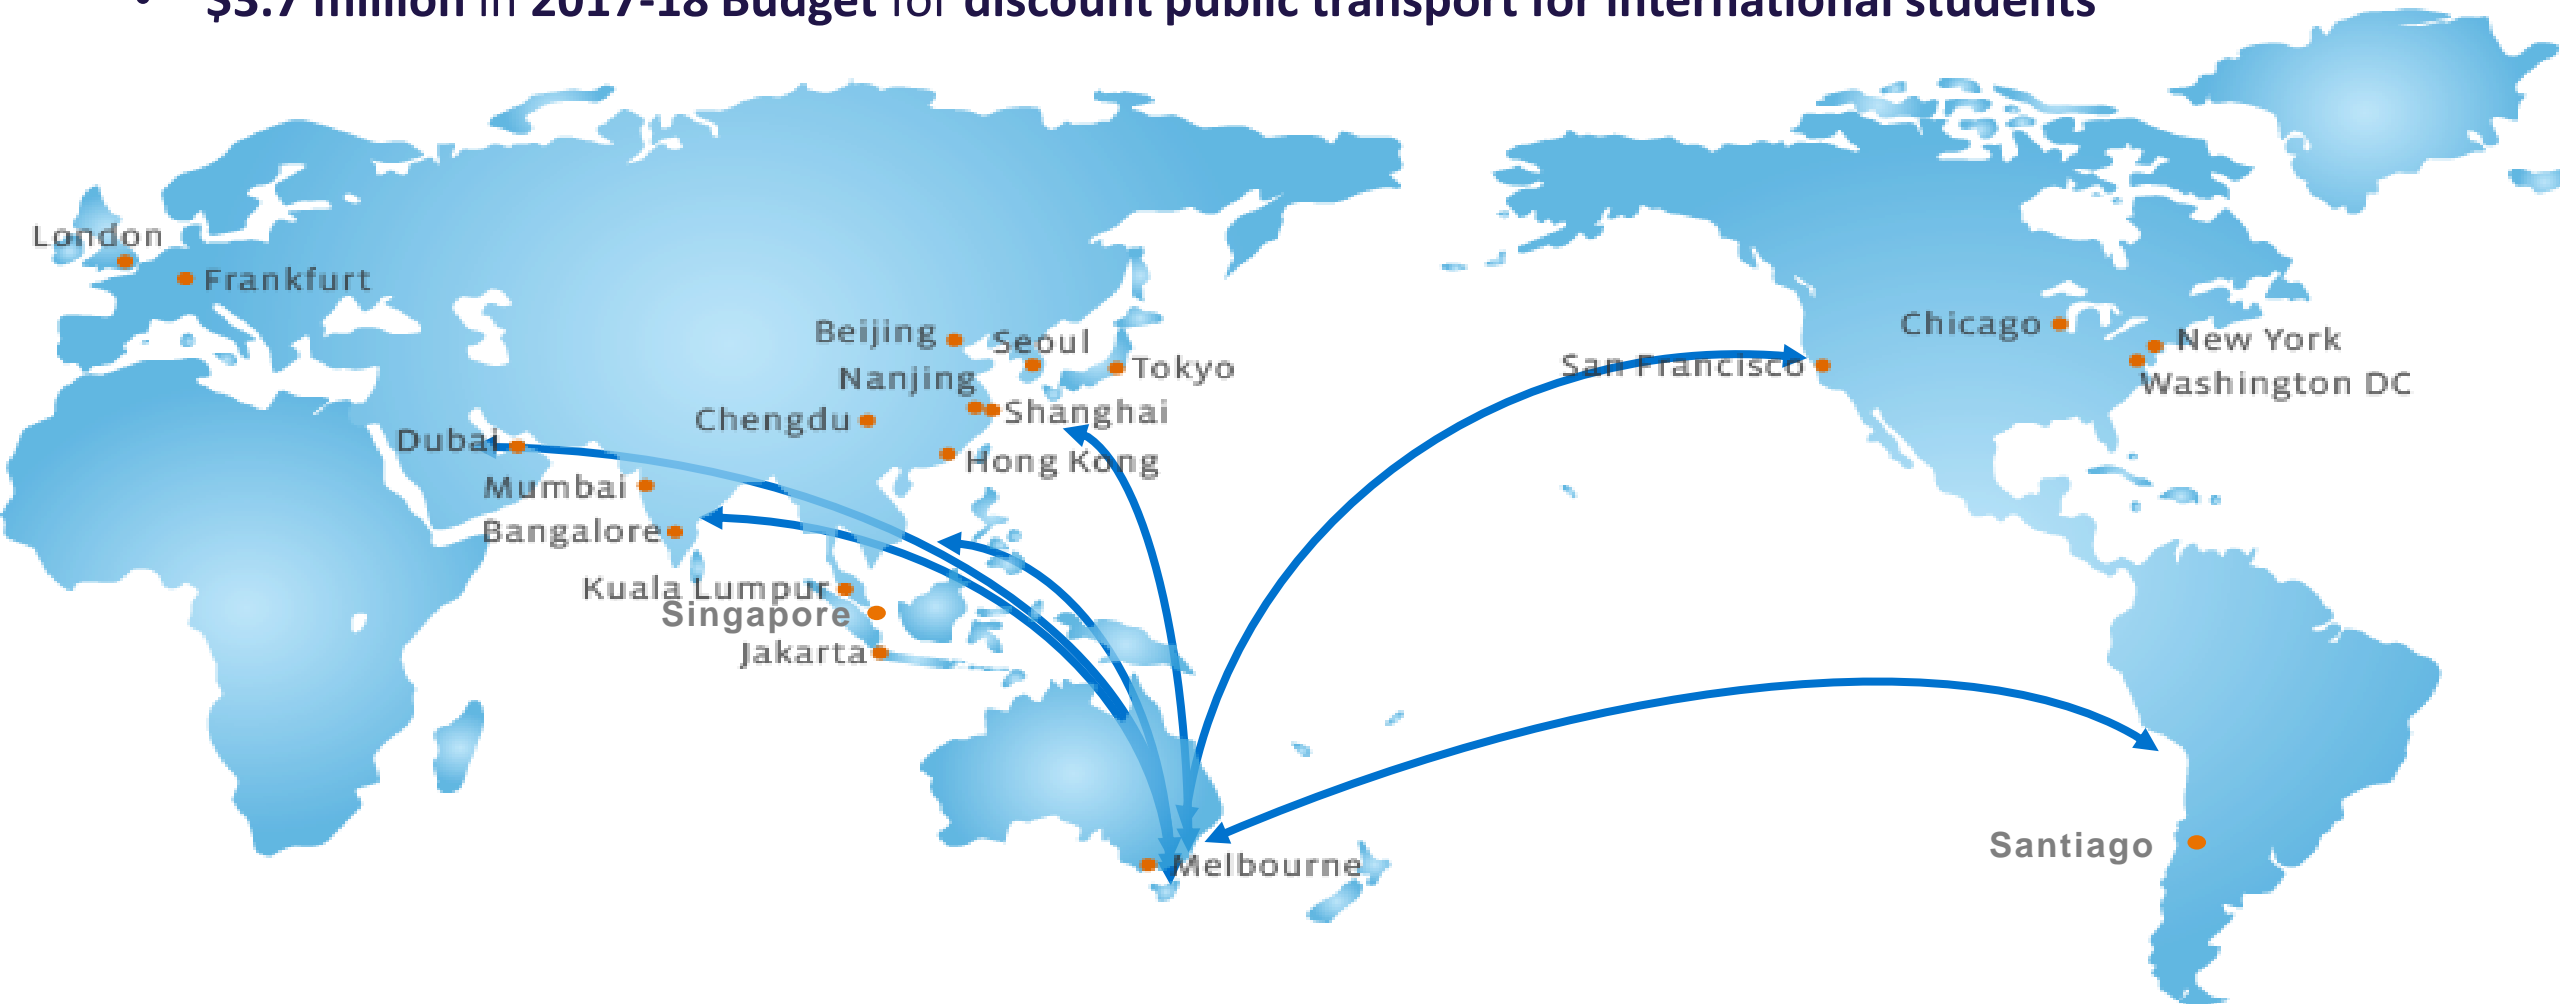 • $3.7 million in 2017-18 Budget for discount public transport for international students
London
Frankfurt
Beijing
Seoul
Tokyo
Nanjing
Shanghai
Chengdu
Dubai
Hong Kong
Mumbai
Bangalore
Kuala Lumpur
Singapore
Jakarta
Melbourne
San Francisco
Chicago
New York
Washington DC
Santiago